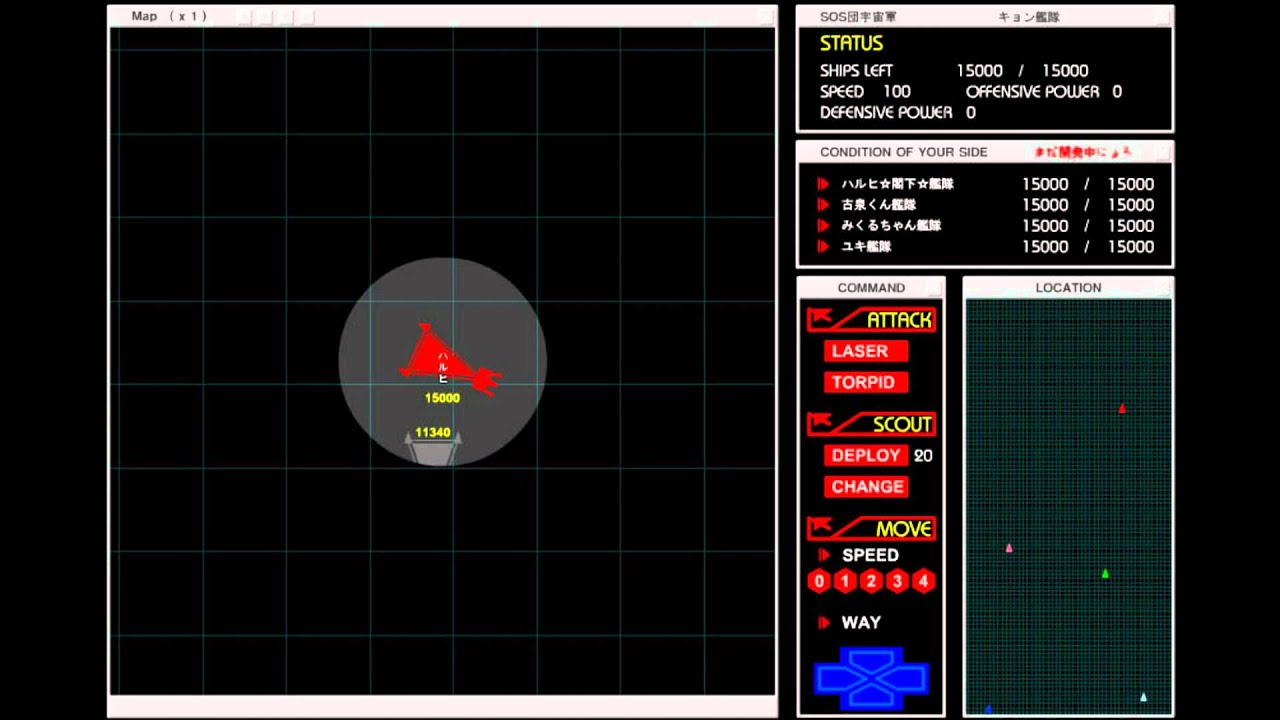 Map ( x 1 )
ハルヒ
15000
11340
SOS団宇宙軍 キョン艦隊
STATUS
SHIPS LEFT 15000 / 15000
SPEED 100 OFFENSIVE POWER 0
DEFENSIVE POWER 0
CONDITION OF YOUR SIDE まだ開発中によろ
ハルヒ☆閣下☆艦隊 15000 / 15000
古泉くん艦隊 15000 / 15000
みくるちゃん艦隊 15000 / 15000
ユキ艦隊 15000 / 15000
COMMAND
ATTACK
LASER
TORPID
SCOUT
DEPLOY 20
CHANGE
MOVE
SPEED
0 1 2 3 4
WAY
LOCATION